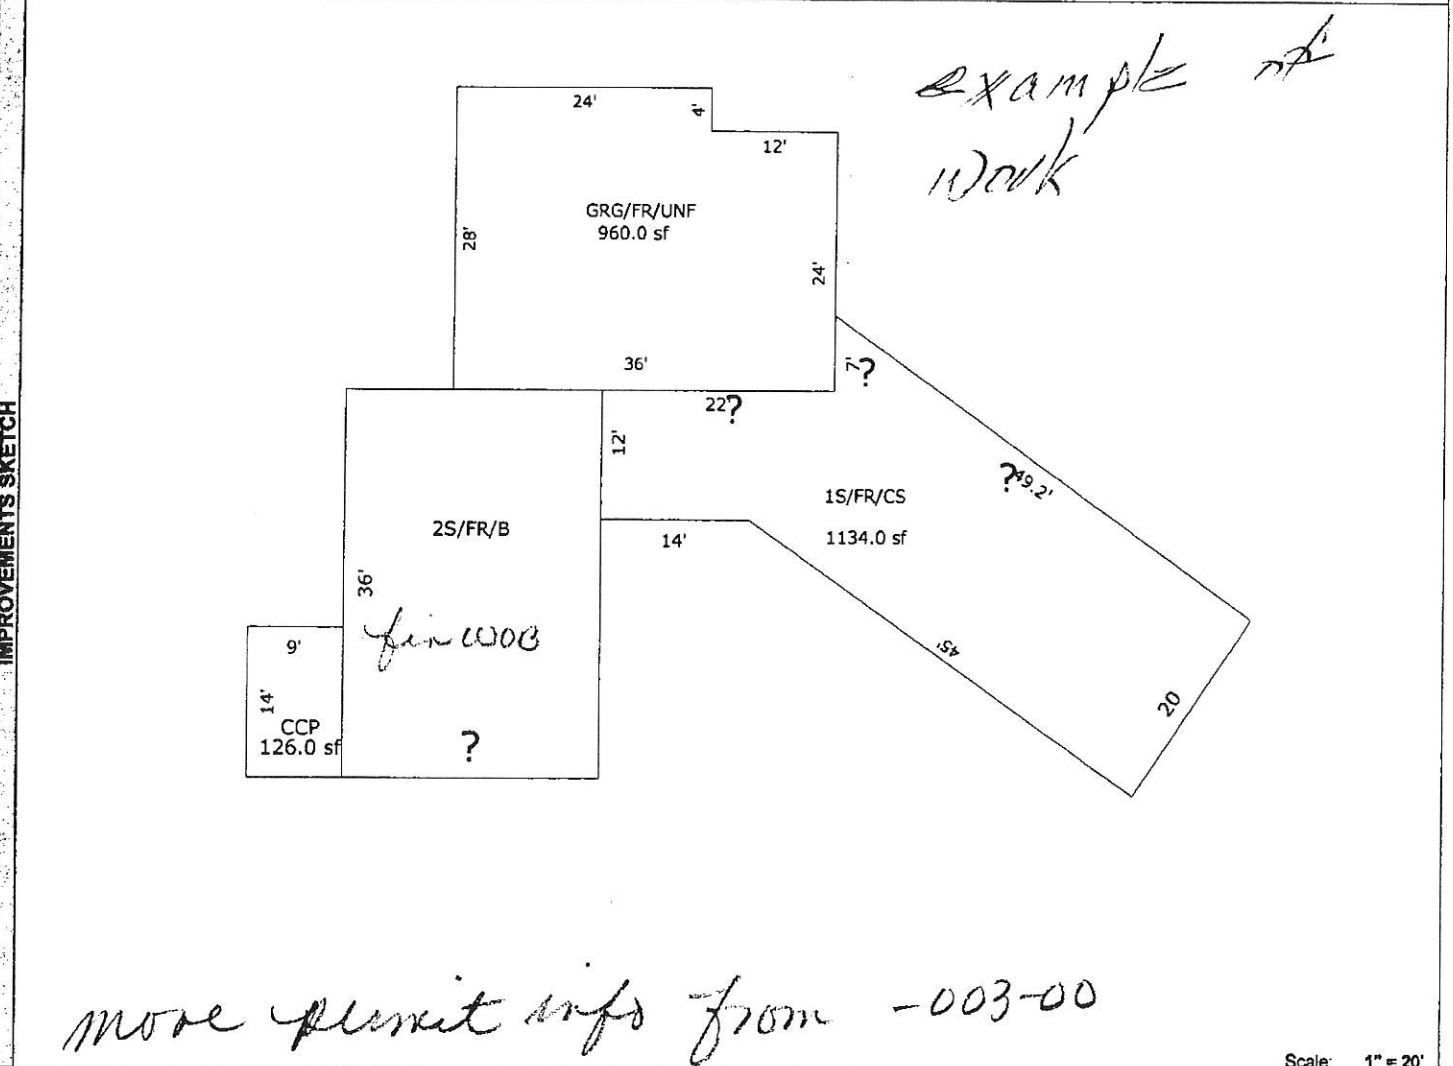 IMPROVEMENTS SKETCH
example of
work
24'
4'
12'
GRG/FR/UNF
960.0 sf
28'
24'
36'
7'?
22?
12'
?49.2'
1S/FR/CS
1134.0 sf
2S/FR/B
14'
36'
fin WOB
9'
45'
14'
20
CCP
126.0 sf
?
more permit info from -003-00
Scale: 1" = 20'